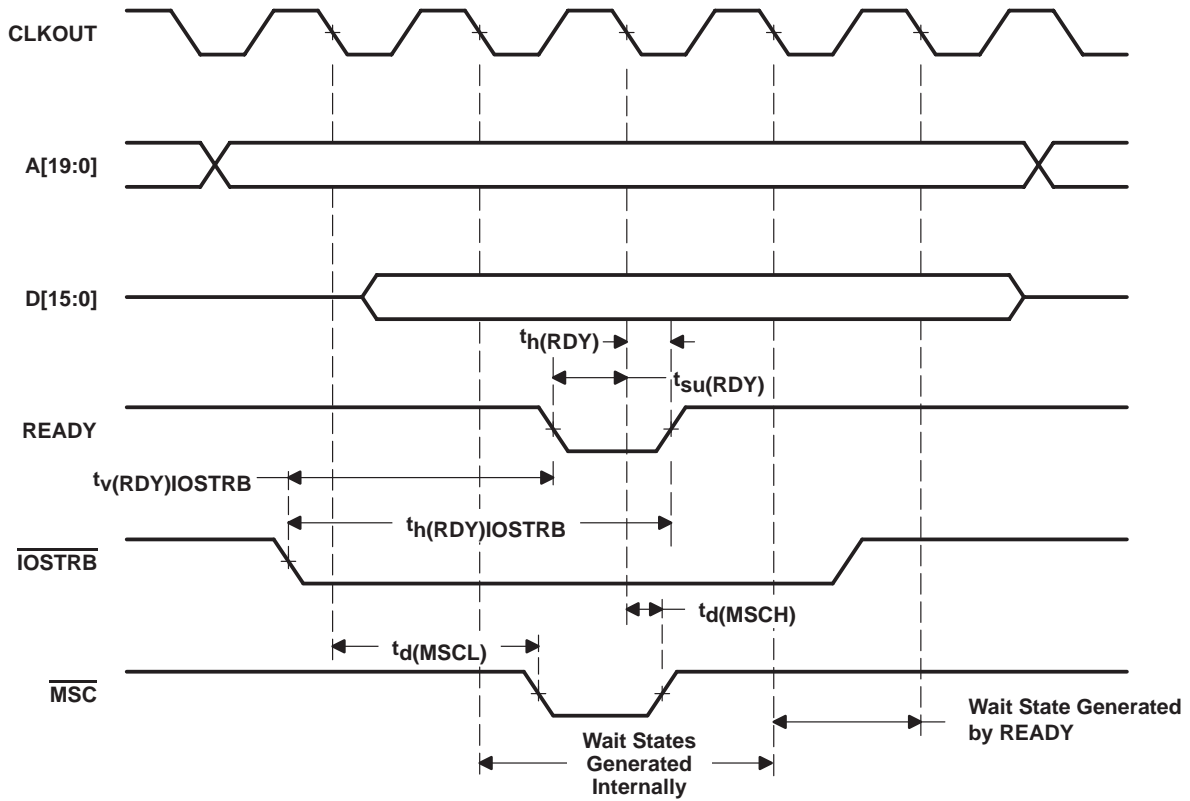 CLKOUT
A[19:0]
D[15:0]
th(RDY)
tsu(RDY)
READY
tv(RDY)IOSTRB
th(RDY)IOSTRB
IOSTRB
td(MSCH)
td(MSCL)
MSC
Wait State Generated
by READY
Wait States
Generated
Internally